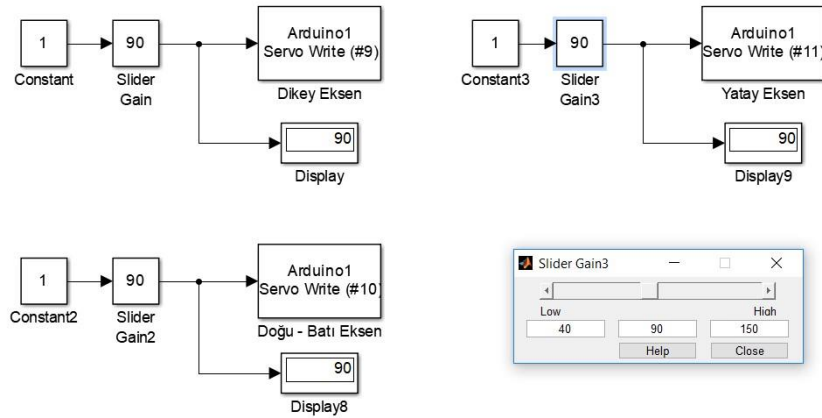 1
Constant
90
Slider
Gain
Arduino1
Servo Write (#9)
Dikey Eksen
90
Display
1
Constant3
90
Slider
Gain3
Arduino1
Servo Write (#11)
Yatay Eksen
90
Display9
1
Constant2
90
Slider
Gain2
Arduino1
Servo Write (#10)
Doğu - Batı Eksen
90
Display8
Slider Gain3
Low High
40 90 150
Help Close